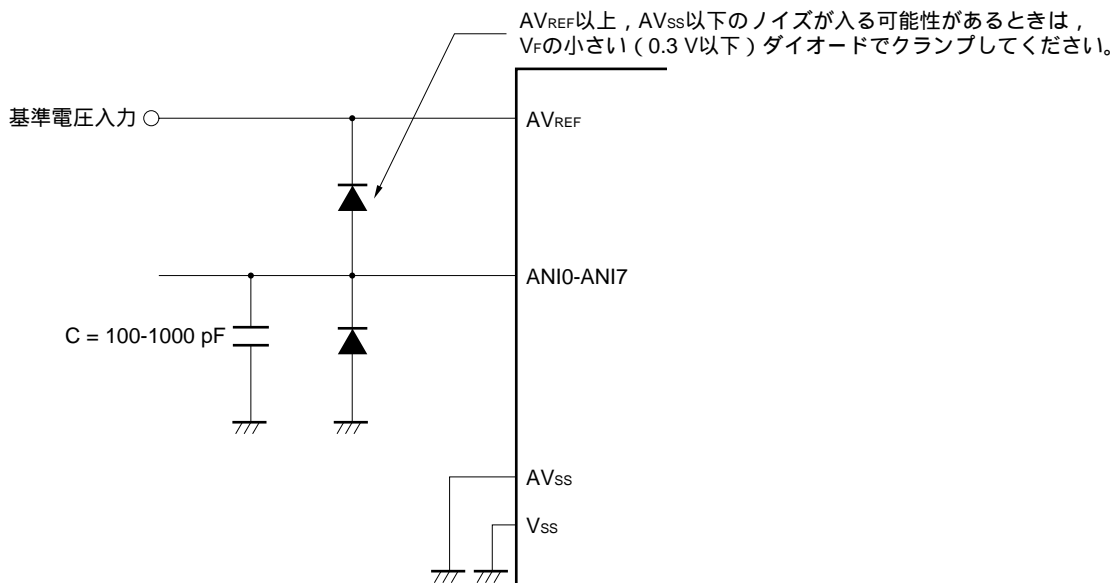 AVREF以上，AVSS以下のノイズが入る可能性があるときは，
VFの小さい（0.3 V以下）ダイオードでクランプしてください。
基準電圧入力
AVREF
ANI0-ANI7
C = 100-1000 pF
AVSS
VSS